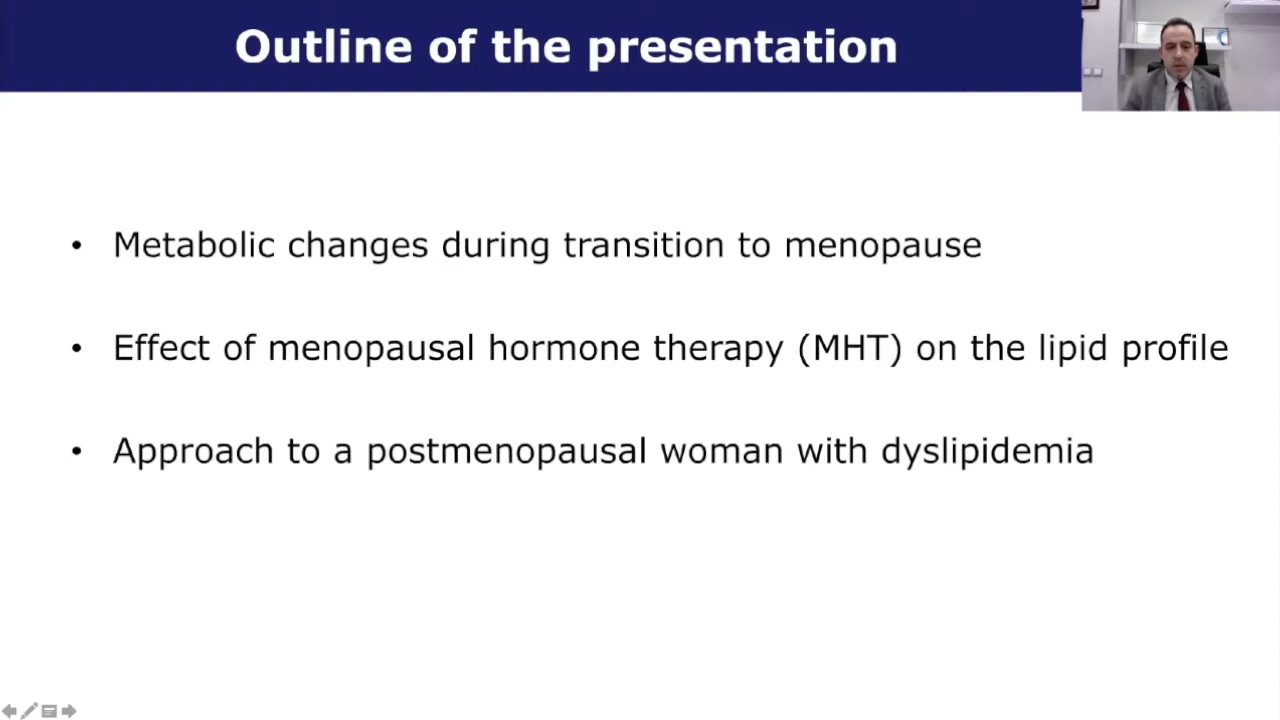 Outline of the presentation
• Metabolic changes during transition to menopause
• Effect of menopausal hormone therapy (MHT) on the lipid profile
• Approach to a postmenopausal woman with dyslipidemia